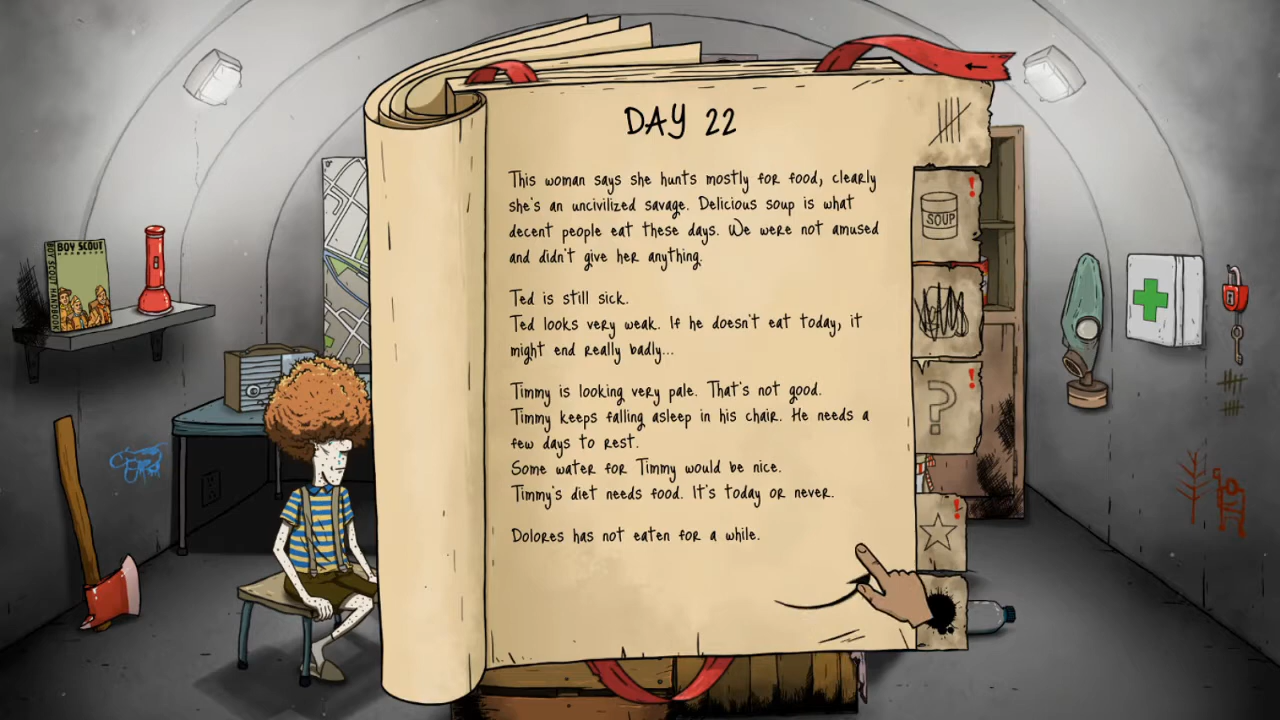 DAY 22
This woman says she hunts mostly for food, clearly
she's an uncivilized savage. Delicious soup is what
decent people eat these days. We were not amused
and didn't give her anything.
Ted is still sick.
Ted looks very weak. If he doesn't eat today, it
might end really badly...
Timmy is looking very pale. That's not good.
Timmy keeps falling asleep in his chair. He needs a
few days to rest.
Some water for Timmy would be nice.
Timmy's diet needs food. It's today or never.
Dolores has not eaten for a while.
!
SOUP
!
?
!
BOY SCOUT
HANDBOOK
BOY SCOUT HANDBOOK